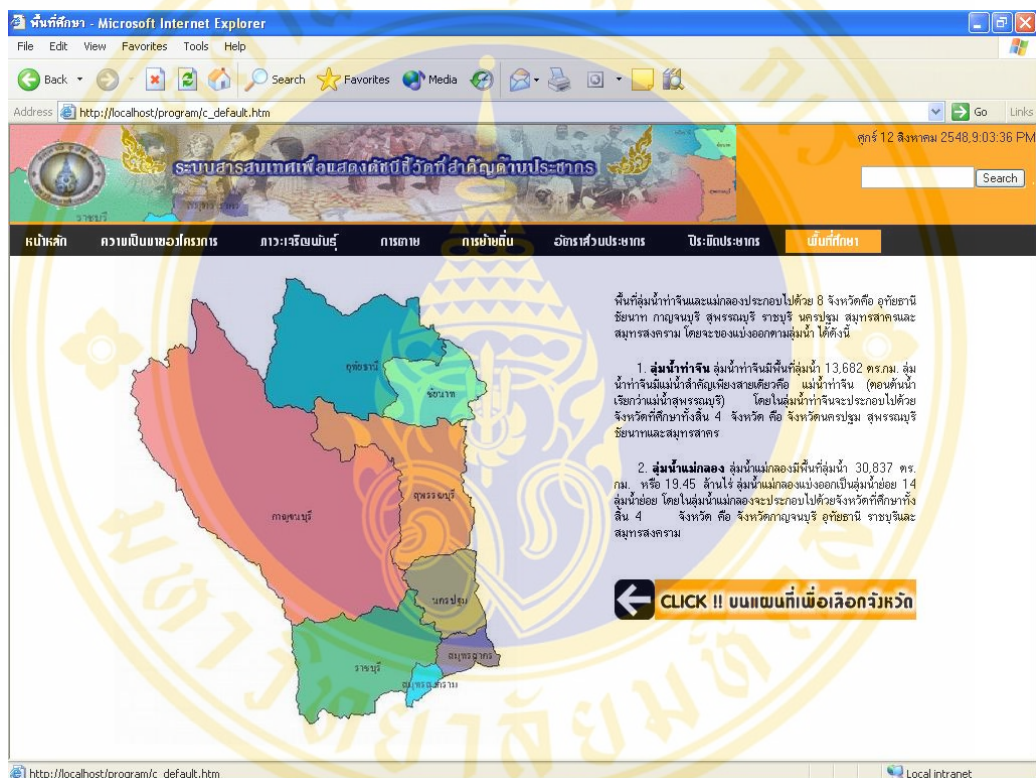 พื้นที่ศึกษา - Microsoft Internet Explorer
File Edit View Favorites Tools Help
Back Search Favorites Media
Address http://localhost/program/c_default.htm Go Links
ศุกร์ 12 สิงหาคม 2548,9:03:36 PM
ระบบสารสนเทศเพื่อแสดงดัชนีชี้วัดที่สำคัญด้านประชากร
Search
ราชบุรี
หน้าหลัก ความเป็นมาของโครงการ ภาวะเจริญพันธุ์ การตาย การย้ายถิ่น อัตราส่วนประชากร ปิระมิดประชากร พื้นที่ศึกษา
พื้นที่ลุ่มน้ำท่าจีนและแม่กลองประกอบไปด้วย 8 จังหวัดคือ อุทัยธานี
ชัยนาท กาญจนบุรี สุพรรณบุรี ราชบุรี นครปฐม สมุทรสาครและ
สมุทรสงคราม โดยจะของแบ่งออกตามลุ่มน้ำ ได้ดังนี้
1. ลุ่มน้ำท่าจีน ลุ่มน้ำท่าจีนมีพื้นที่ลุ่มน้ำ 13,682 ตร.กม. ลุ่ม
น้ำท่าจีนมีแม่น้ำสำคัญเพียงสายเดียวคือ แม่น้ำท่าจีน (ตอนต้นน้ำ
เรียกว่าแม่น้ำสุพรรณบุรี) โดยในลุ่มน้ำท่าจีนจะประกอบไปด้วย
จังหวัดที่ศึกษาทั้งสิ้น 4 จังหวัด คือ จังหวัดนครปฐม สุพรรณบุรี
ชัยนาทและสมุทรสาคร
2. ลุ่มน้ำแม่กลอง ลุ่มน้ำแม่กลองมีพื้นที่ลุ่มน้ำ 30,837 ตร.
กม. หรือ 19.45 ล้านไร่ ลุ่มน้ำแม่กลองแบ่งออกเป็นลุ่มน้ำย่อย 14
ลุ่มน้ำย่อย โดยในลุ่มน้ำแม่กลองจะประกอบไปด้วยจังหวัดที่ศึกษาทั้ง
สิ้น 4 จังหวัด คือ จังหวัดกาญจนบุรี อุทัยธานี ราชบุรีและ
สมุทรสงคราม
CLICK !! บนแผนที่เพื่อเลือกจังหวัด
อุทัยธานี
ชัยนาท
สุพรรณบุรี
กาญจนบุรี
นครปฐม
สมุทรสาคร
ราชบุรี
สมุทรสงคราม
มหาวิทยาลัยมหิดล
http://localhost/program/c_default.htm Local intranet